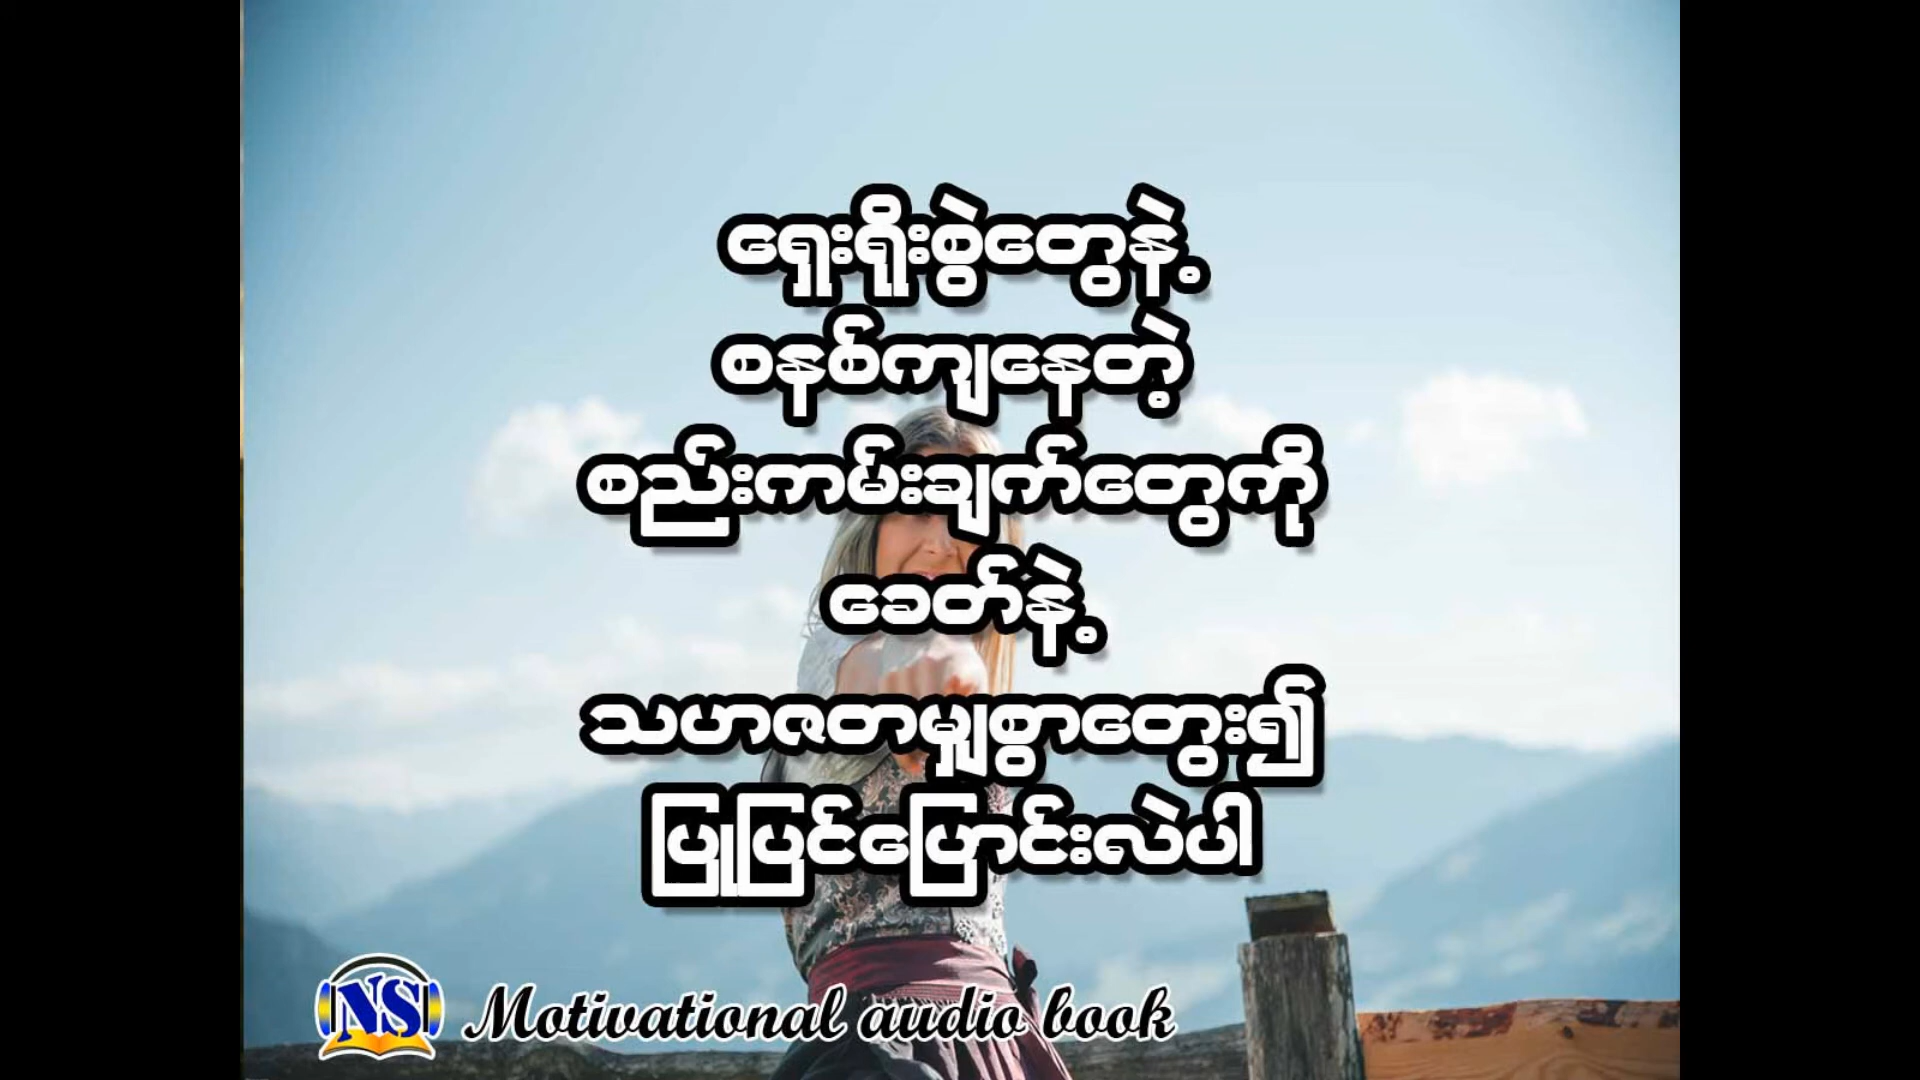 ရှေးရိုးစွဲတွေနဲ့
စနစ်ကျနေတဲ့
စည်းကမ်းချက်တွေကို
ခေတ်နဲ့
သဟဇတမျှစွာတွေး၍
ပြုပြင်ပြောင်းလဲပါ
NS Motivational audio book